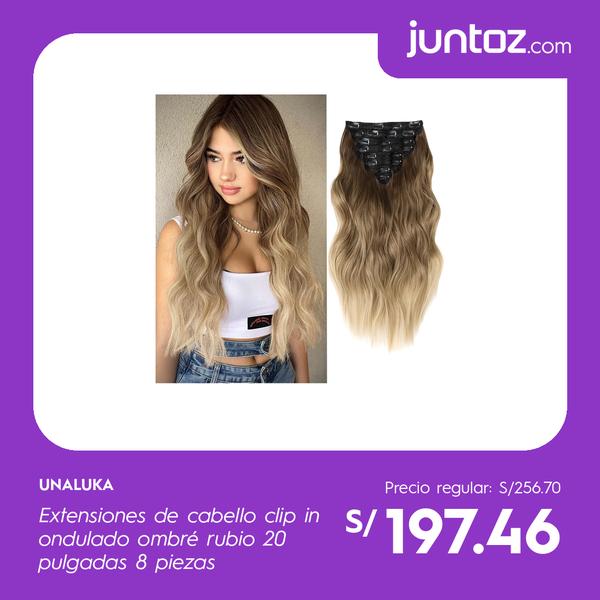 juntoz.com
UNALUKA
Extensiones de cabello clip in
ondulado ombré rubio 20
pulgadas 8 piezas
Precio regular: S/256.70
S/197.46